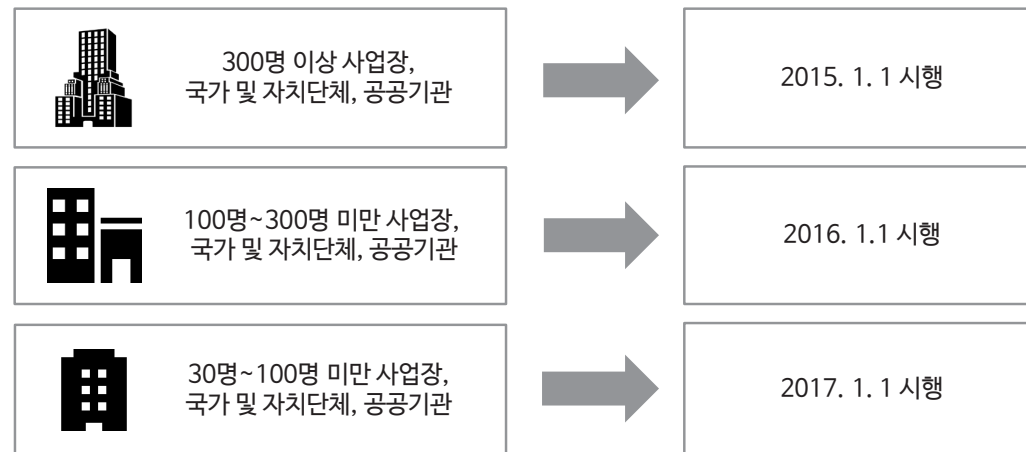 300명 이상 사업장,
국가 및 자치단체, 공공기관
2015. 1. 1 시행
100명~300명 미만 사업장,
국가 및 자치단체, 공공기관
2016. 1.1 시행
30명~100명 미만 사업장,
국가 및 자치단체, 공공기관
2017. 1. 1 시행